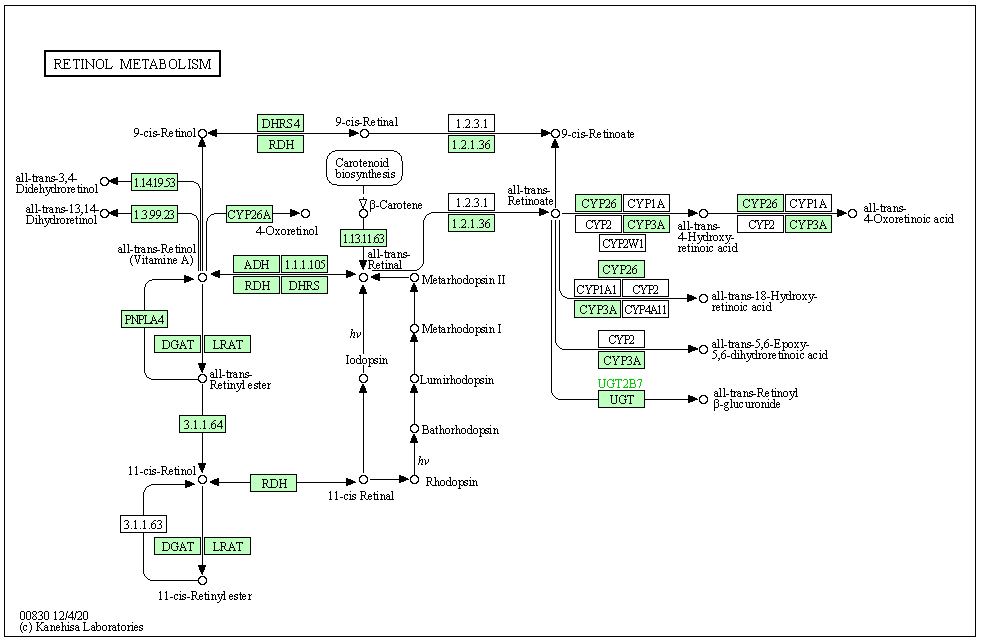 RETINOL METABOLISM
9-cis-Retinol
DHRS4
RDH
9-cis-Retinal
1.2.3.1
1.2.1.36
9-cis-Retinoate
Carotenoid
biosynthesis
all-trans-3,4-
Didehydroretinol
1.14.19.53
all-trans-13,14-
Dihydroretinol
1.3.99.23
CYP26A
4-Oxoretinol
β-Carotene
1.13.11.63
all-trans-
Retinal
1.2.3.1
1.2.1.36
all-trans-
Retinoate
CYP26
CYP1A
CYP2
CYP3A
CYP2W1
all-trans-
4-Hydroxy-
retinoic acid
CYP26
CYP1A
CYP2
CYP3A
all-trans-
4-Oxoretinoic acid
all-trans-Retinol
(Vitamine A)
ADH
1.1.1.105
RDH
DHRS
Metarhodopsin II
CYP26
CYP1A1
CYP2
CYP3A
CYP4A11
all-trans-18-Hydroxy-
retinoic acid
PNPLA4
DGAT
LRAT
hν
Iodopsin
Metarhodopsin I
CYP2
CYP3A
all-trans-5,6-Epoxy-
5,6-dihydroretinoic acid
all-trans-
Retinyl ester
Lumirhodopsin
UGT2B7
UGT
all-trans-Retinoyl
β-glucuronide
3.1.1.64
Bathorhodopsin
hν
11-cis-Retinol
RDH
11-cis Retinal
Rhodopsin
3.1.1.63
DGAT
LRAT
11-cis-Retinyl ester
00830 12/4/20
(c) Kanehisa Laboratories